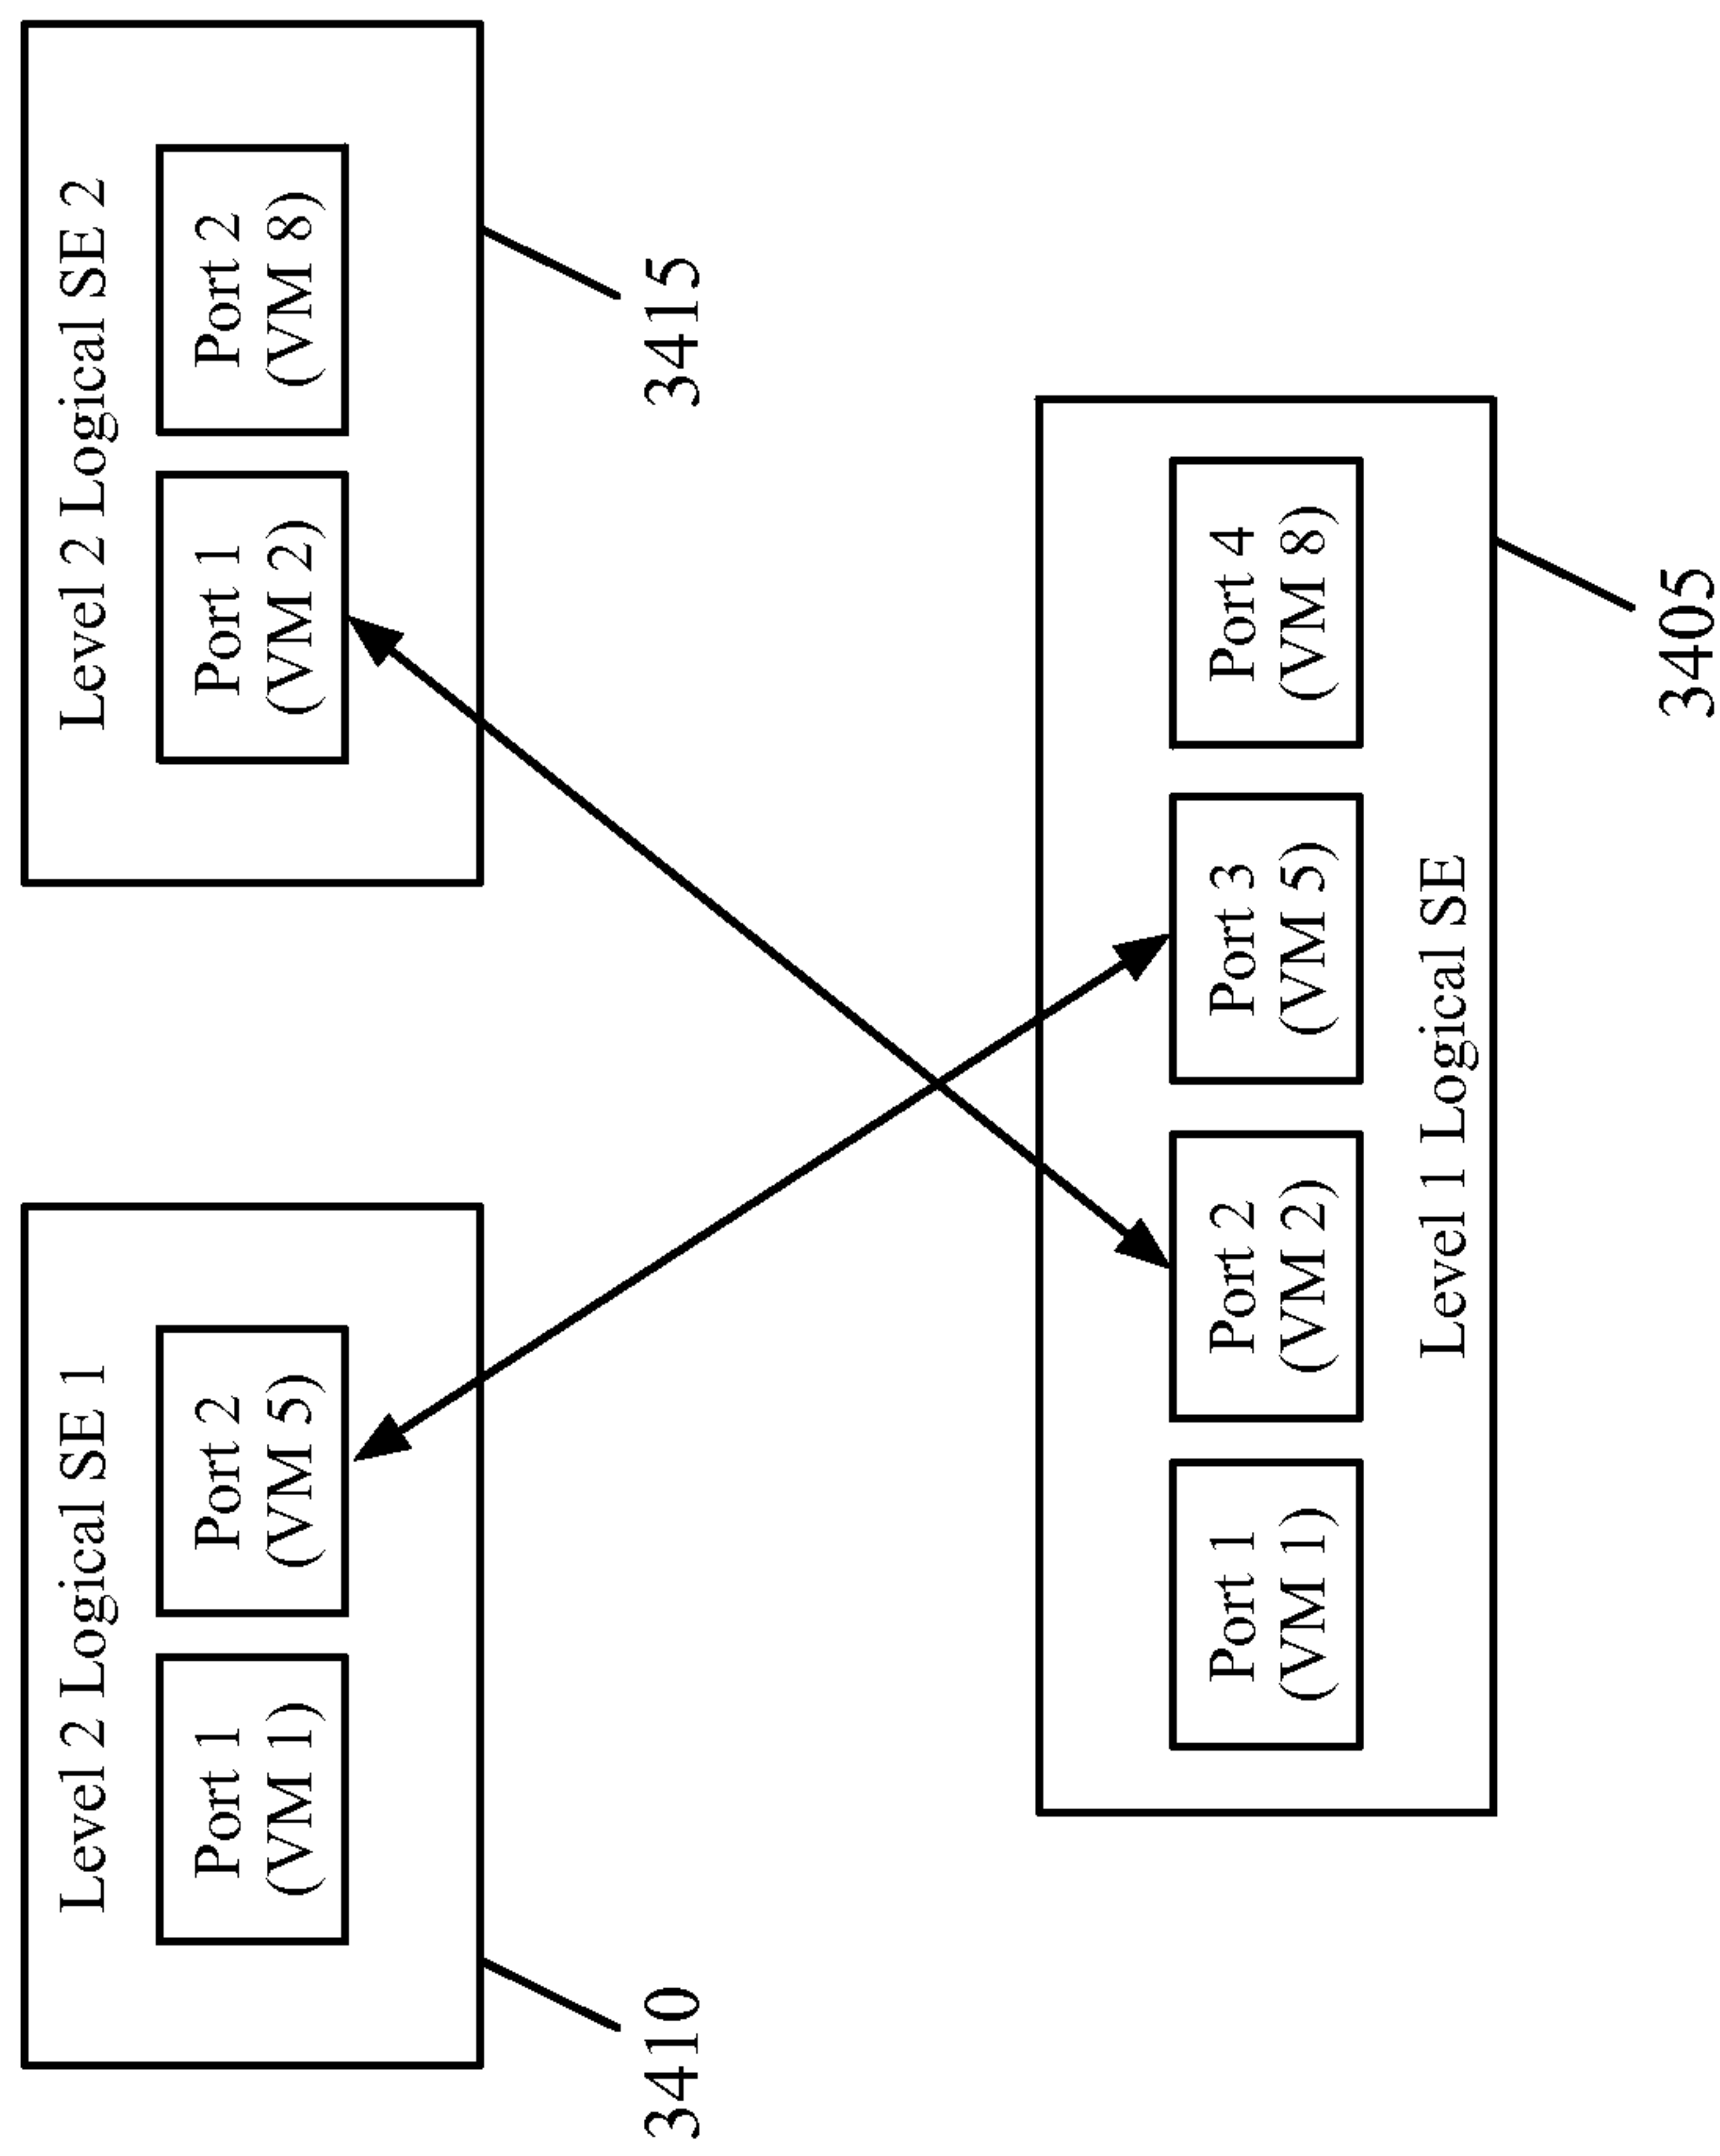 Level 2 Logical SE 1
Port 1
(VM 1)
Port 2
(VM 5)
3410
Level 2 Logical SE 2
Port 1
(VM 2)
Port 2
(VM 8)
3415
Port 1
(VM 1)
Port 2
(VM 2)
Port 3
(VM 5)
Port 4
(VM 8)
Level 1 Logical SE
3405